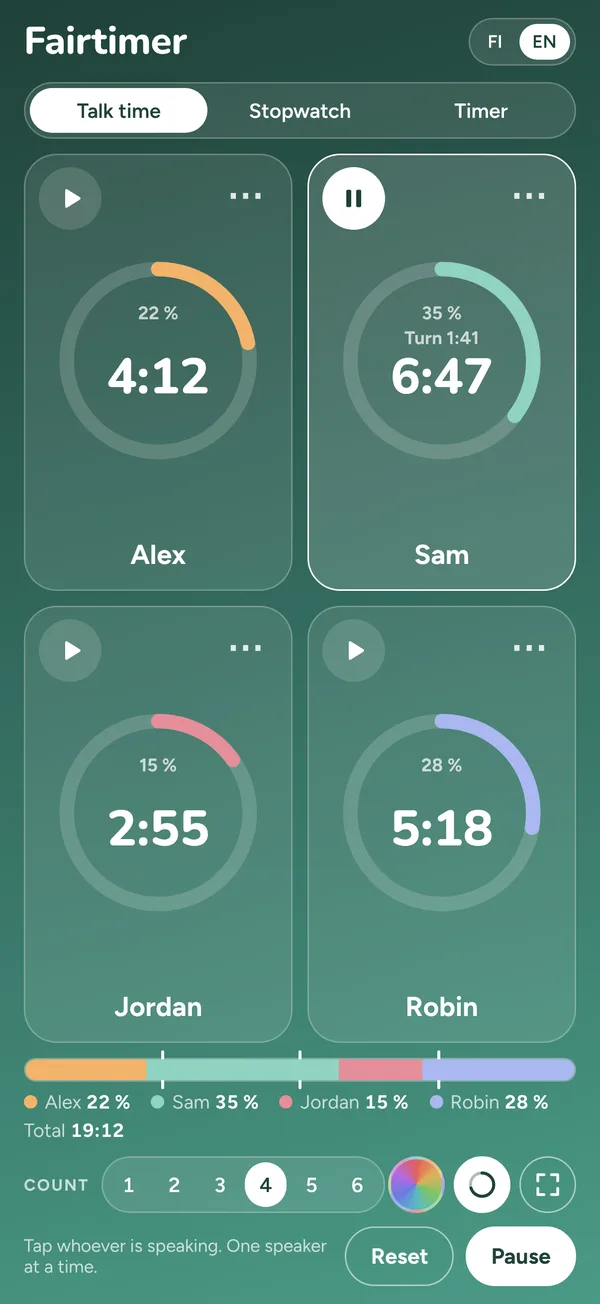 Fairtimer
FI EN
Talk time Stopwatch Timer
22 %
4:12
Alex
35 %
Turn 1:41
6:47
Sam
15 %
2:55
Jordan
28 %
5:18
Robin
Alex 22 % Sam 35 % Jordan 15 % Robin 28 %
Total 19:12
COUNT 1 2 3 4 5 6
Tap whoever is speaking. One speaker
at a time.
Reset Pause